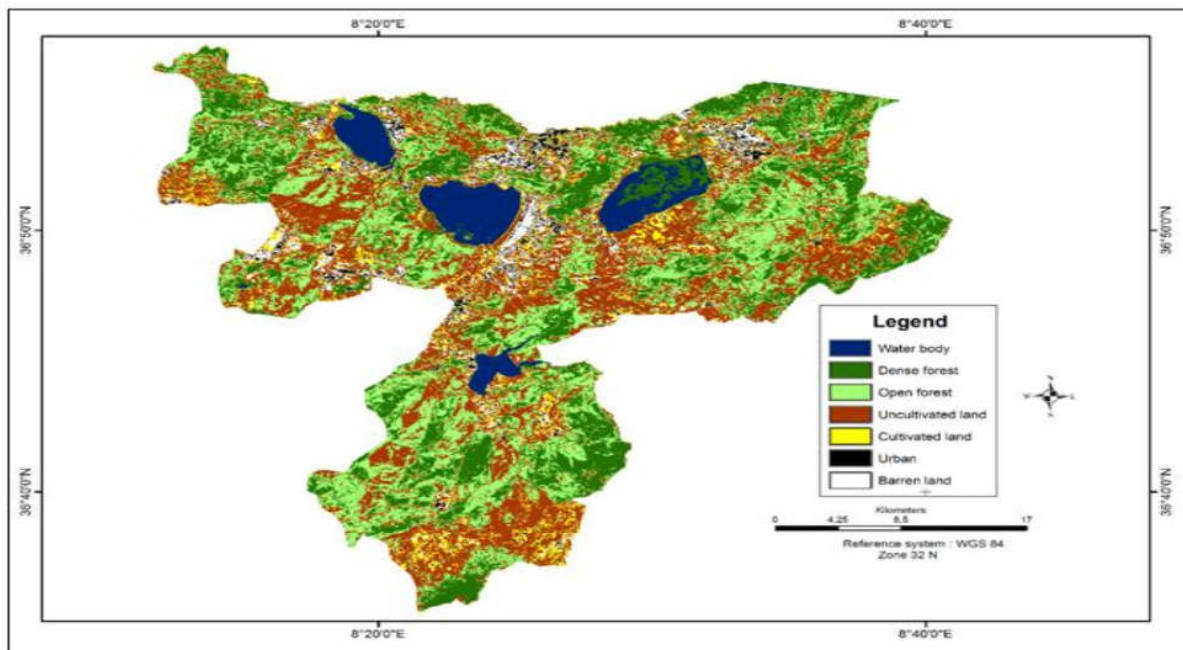 8°20'0"E
8°40'0"E
36°50'0"N
36°50'0"N
Legend
Water body
Dense forest
Open forest
Uncultivated land
Cultivated land
Urban
Barren land
36°40'0"N
36°40'0"N
Kilometers
0 4,25 8,5 17
Reference system : WGS 84
Zone 32 N
8°20'0"E
8°40'0"E